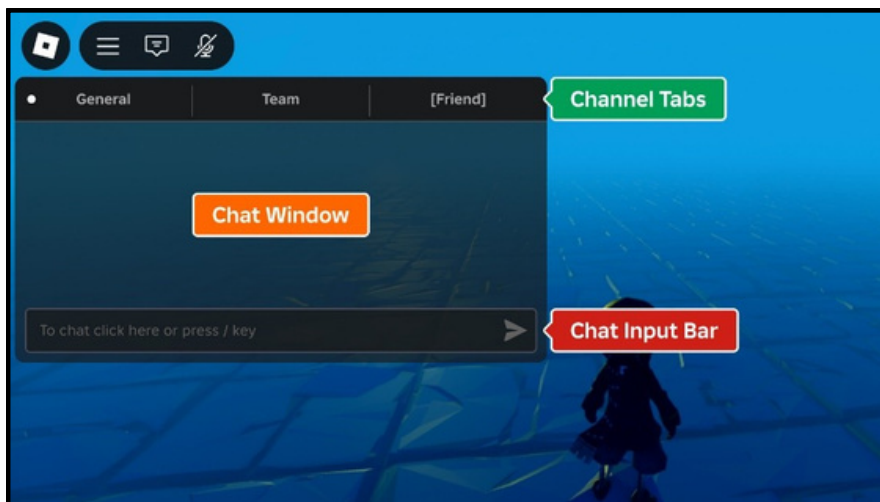 General
Team
[Friend]
Channel Tabs
Chat Window
To chat click here or press / key
Chat Input Bar